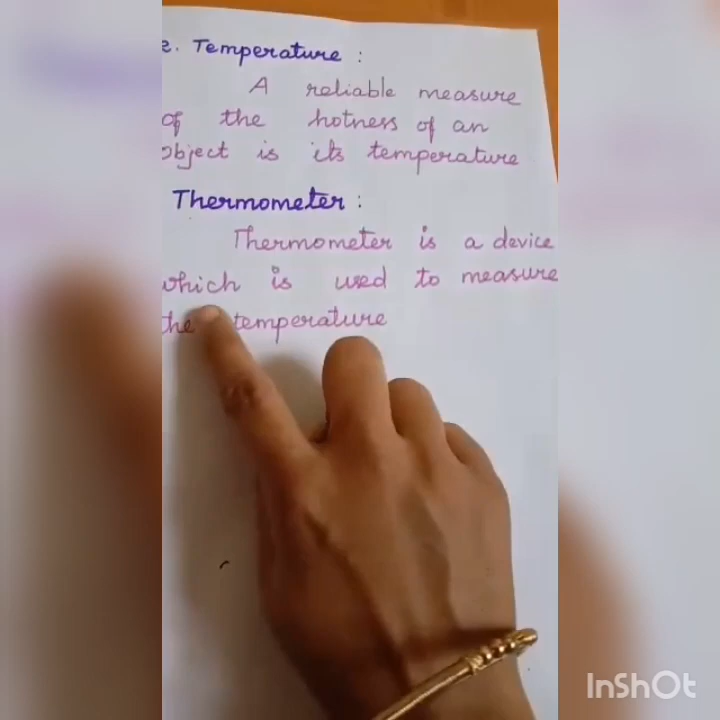 2. Temperature :
A reliable measure
of the hotness of an
object is its temperature
Thermometer :
Thermometer is a device
which is used to measure
the temperature
InShOt